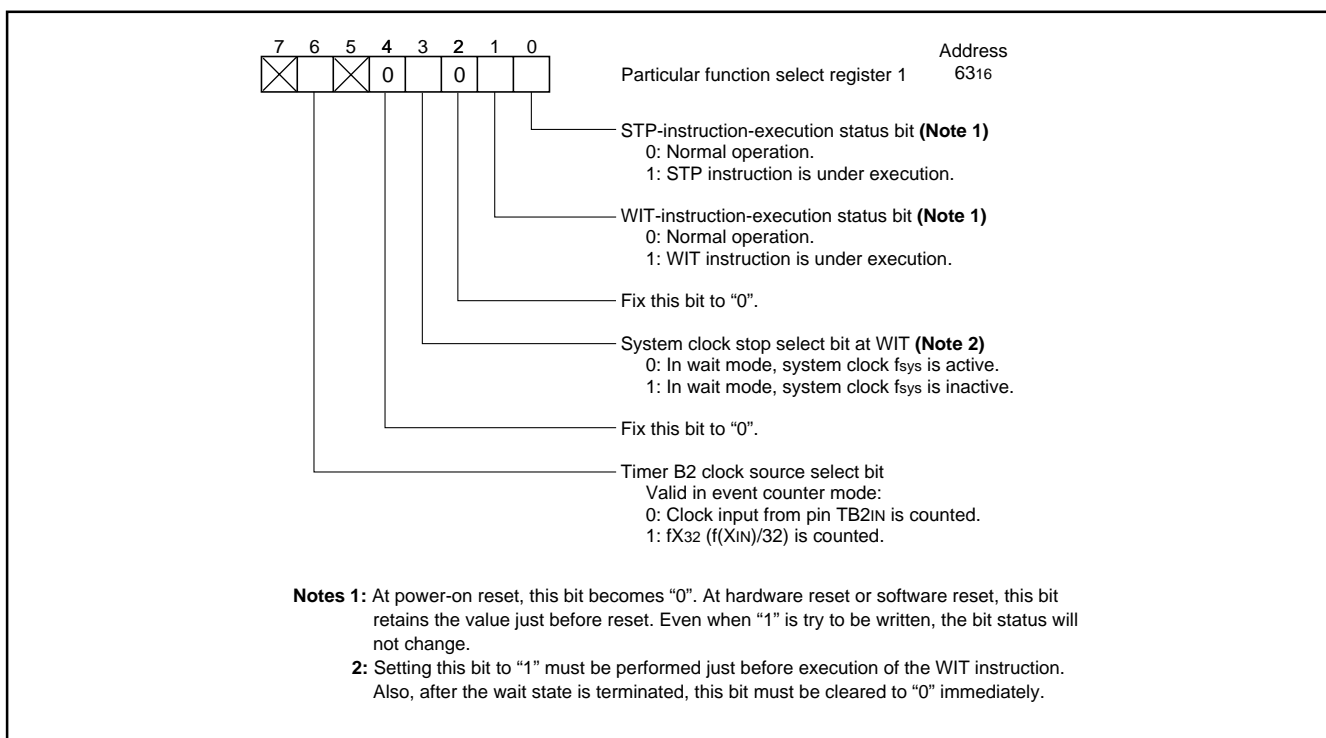 7 6 5 4 3 2 1 0
Address
0 0
Particular function select register 1
6316
STP-instruction-execution status bit (Note 1)
0: Normal operation.
1: STP instruction is under execution.
WIT-instruction-execution status bit (Note 1)
0: Normal operation.
1: WIT instruction is under execution.
Fix this bit to “0”.
System clock stop select bit at WIT (Note 2)
0: In wait mode, system clock fsys is active.
1: In wait mode, system clock fsys is inactive.
Fix this bit to “0”.
Timer B2 clock source select bit
Valid in event counter mode:
0: Clock input from pin TB2IN is counted.
1: fX32 (f(XIN)/32) is counted.
Notes 1: At power-on reset, this bit becomes “0”. At hardware reset or software reset, this bit
retains the value just before reset. Even when “1” is try to be written, the bit status will
not change.
2: Setting this bit to “1” must be performed just before execution of the WIT instruction.
Also, after the wait state is terminated, this bit must be cleared to “0” immediately.